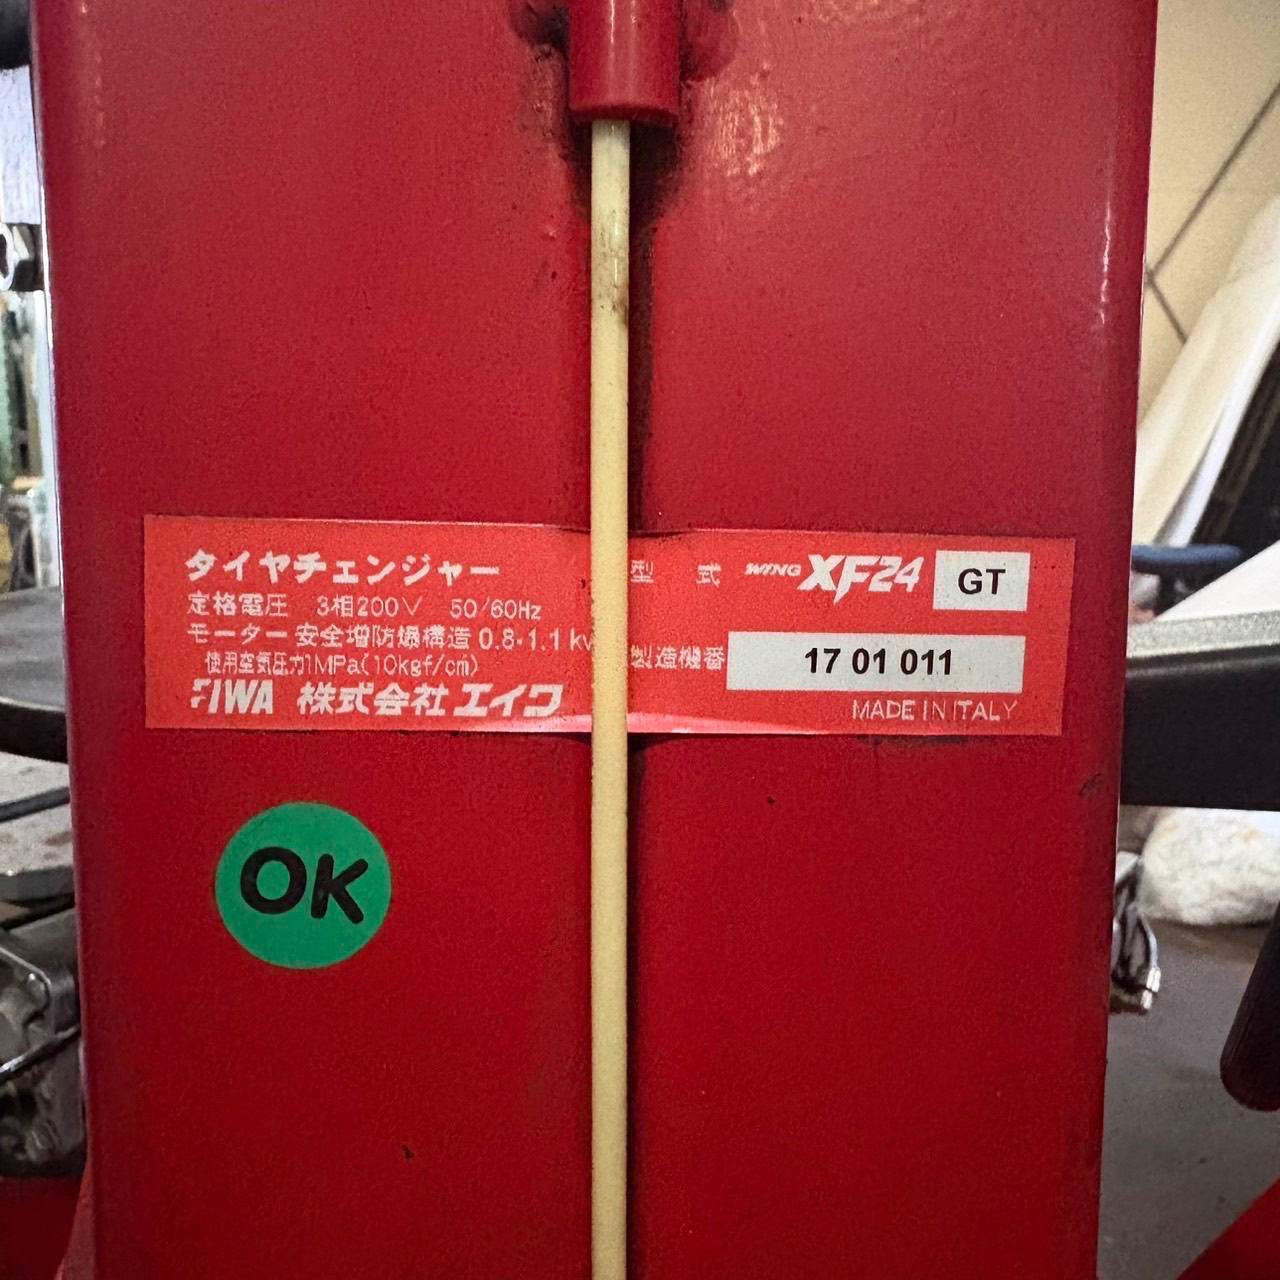 タイヤチェンジャー
型 式 WING XF24 GT
定格電圧 3相200V 50/60Hz
モーター 安全増防爆構造 0.8-1.1 kw
製造機番 17 01 011
使用空気圧力1MPa(10kgf/cm)
EIWA 株式会社エイワ
MADE IN ITALY
OK